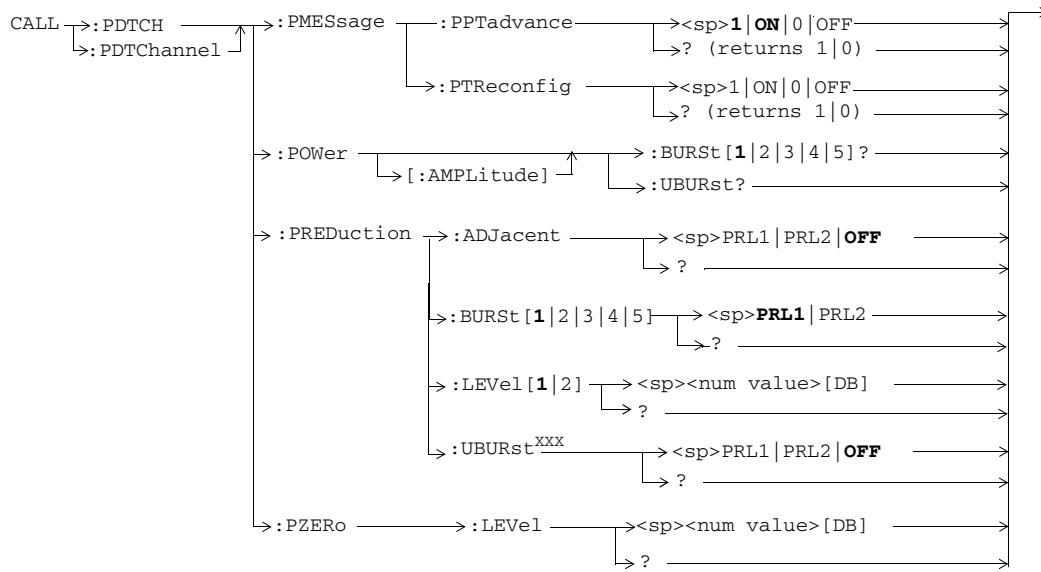 CALL :PDTCH :PMESsage :PPTadvance <sp>1|ON|0|OFF
:PDTChannel ? (returns 1|0)
:PTReconfig <sp>1|ON|0|OFF
? (returns 1|0)
:POWer :BURSt[1|2|3|4|5]?
[:AMPLitude] :UBURst?
:PREDuction :ADJacent <sp>PRL1|PRL2|OFF
?
:BURSt[1|2|3|4|5] <sp>PRL1|PRL2
?
:LEVel[1|2] <sp><num value>[DB]
?
:UBURstXXX <sp>PRL1|PRL2|OFF
?
:PZERo :LEVel <sp><num value>[DB]
?